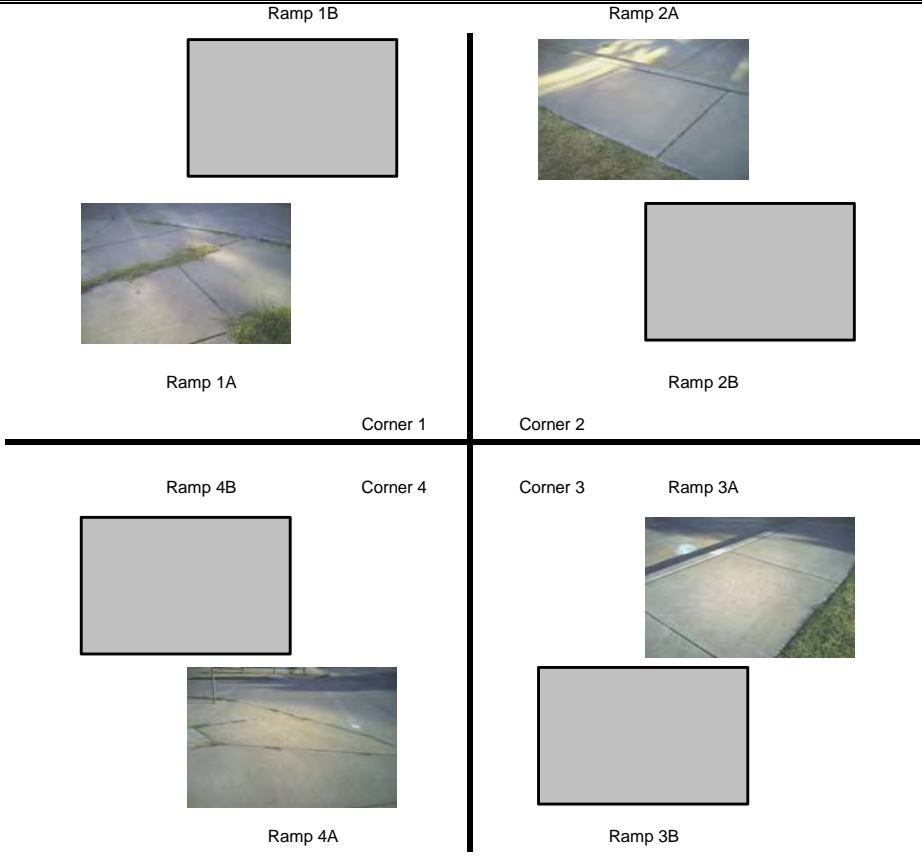 Ramp 1B
Ramp 2A
Ramp 1A
Ramp 2B
Corner 1
Corner 2
Ramp 4B
Corner 4
Corner 3
Ramp 3A
Ramp 4A
Ramp 3B